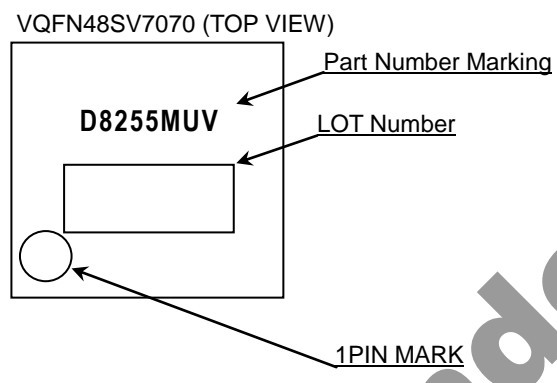 VQFN48SV7070 (TOP VIEW)
Part Number Marking
D8255MUV
LOT Number
1PIN MARK